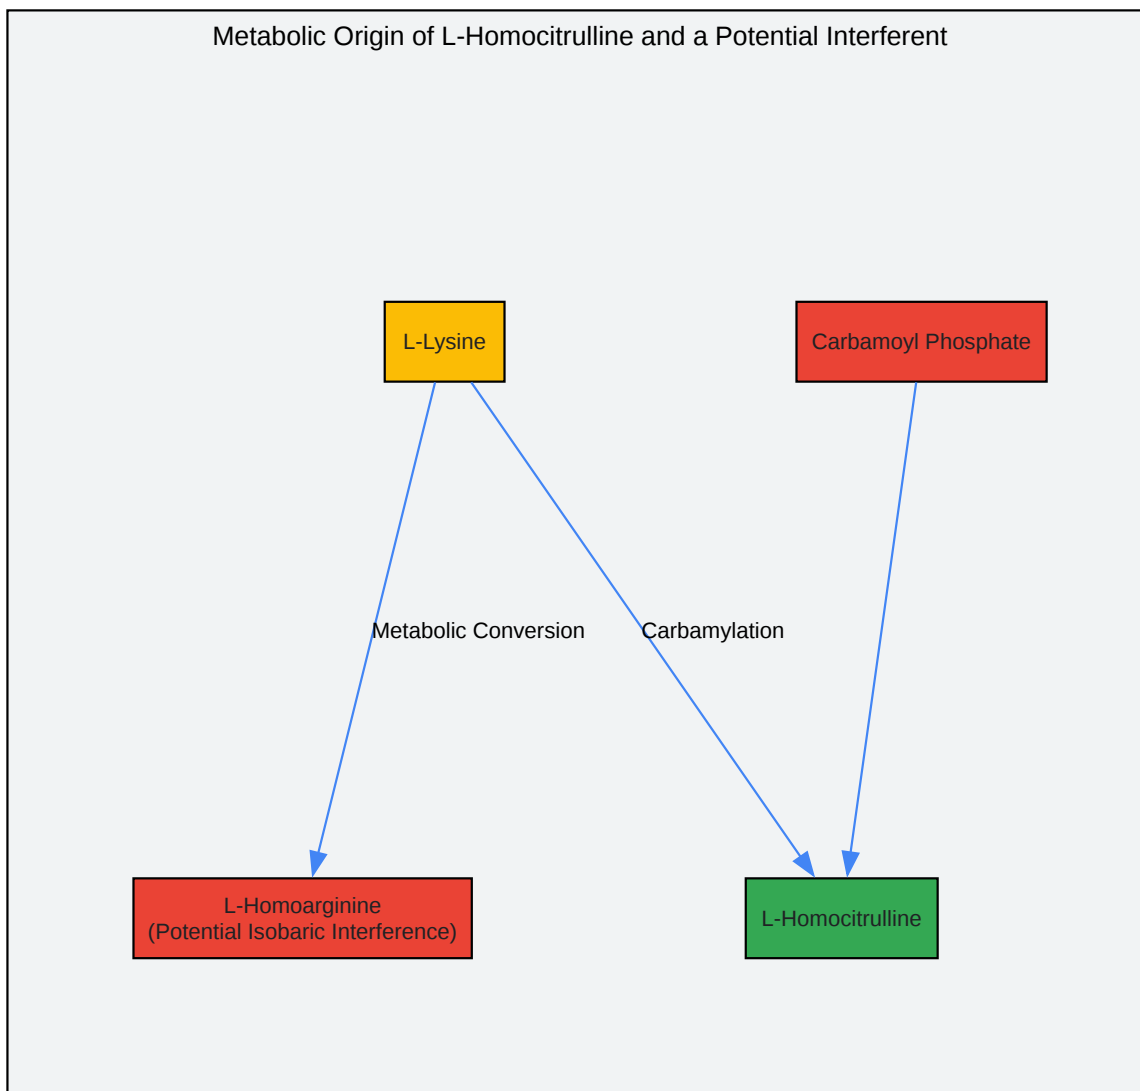 Metabolic Origin of L-Homocitrulline and a Potential Interferent
L-Lysine
Carbamoyl Phosphate
Metabolic Conversion
Carbamylation
L-Homoarginine
(Potential Isobaric Interference)
L-Homocitrulline